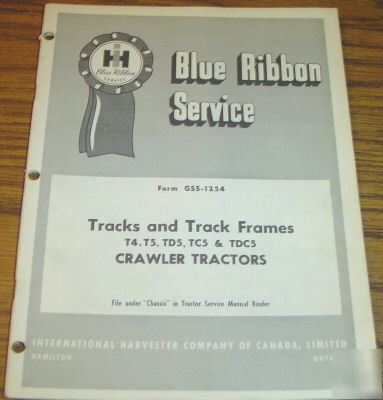 IH
Blue Ribbon
SERVICE
Blue Ribbon
Service
Form GSS-1254
Tracks and Track Frames
T4, T5, TD5, TC5 & TDC5
CRAWLER TRACTORS
File under "Chassis" in Tractor Service Manual Binder
INTERNATIONAL HARVESTER COMPANY OF CANADA, LIMITED
HAMILTON